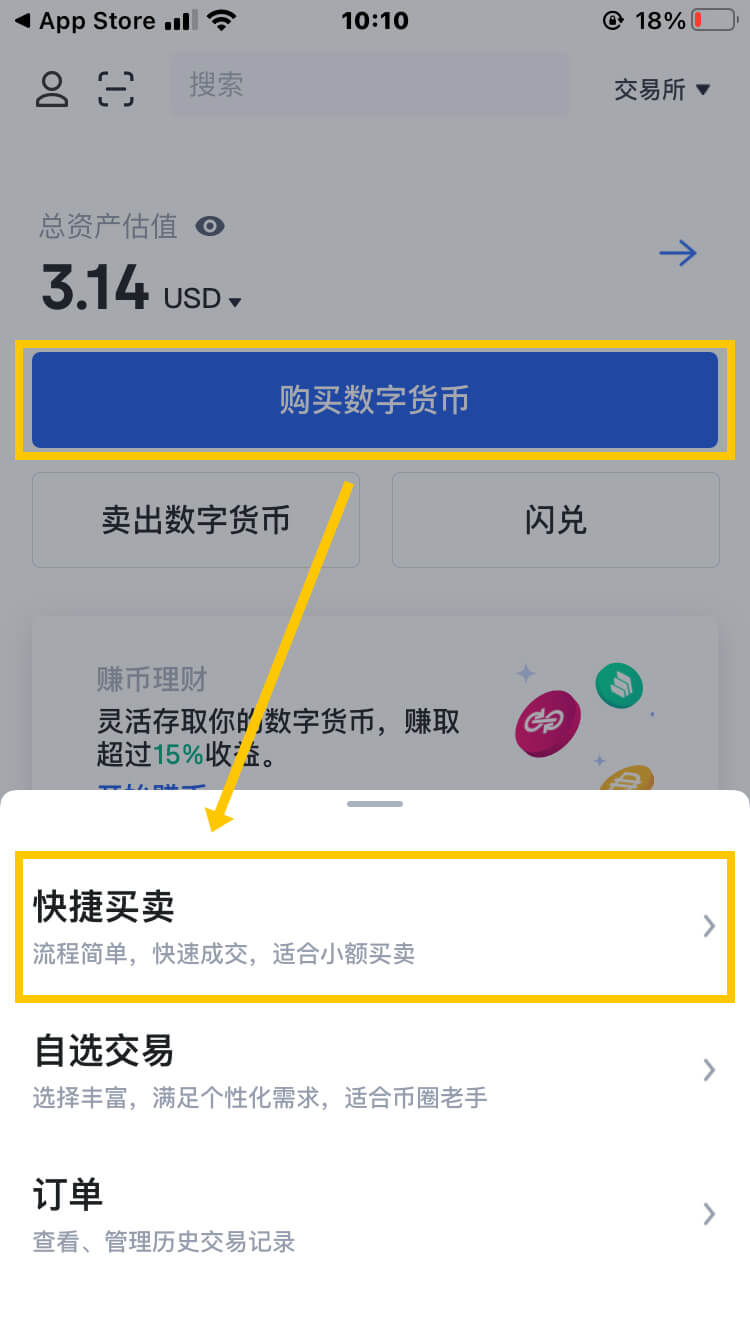 App Store
10:10
18%
搜索
交易所
总资产估值
3.14 USD
购买数字货币
卖出数字货币
闪兑
赚币理财
灵活存取你的数字货币，赚取
超过15%收益。
快捷买卖
流程简单，快速成交，适合小额买卖
自选交易
选择丰富，满足个性化需求，适合币圈老手
订单
查看、管理历史交易记录